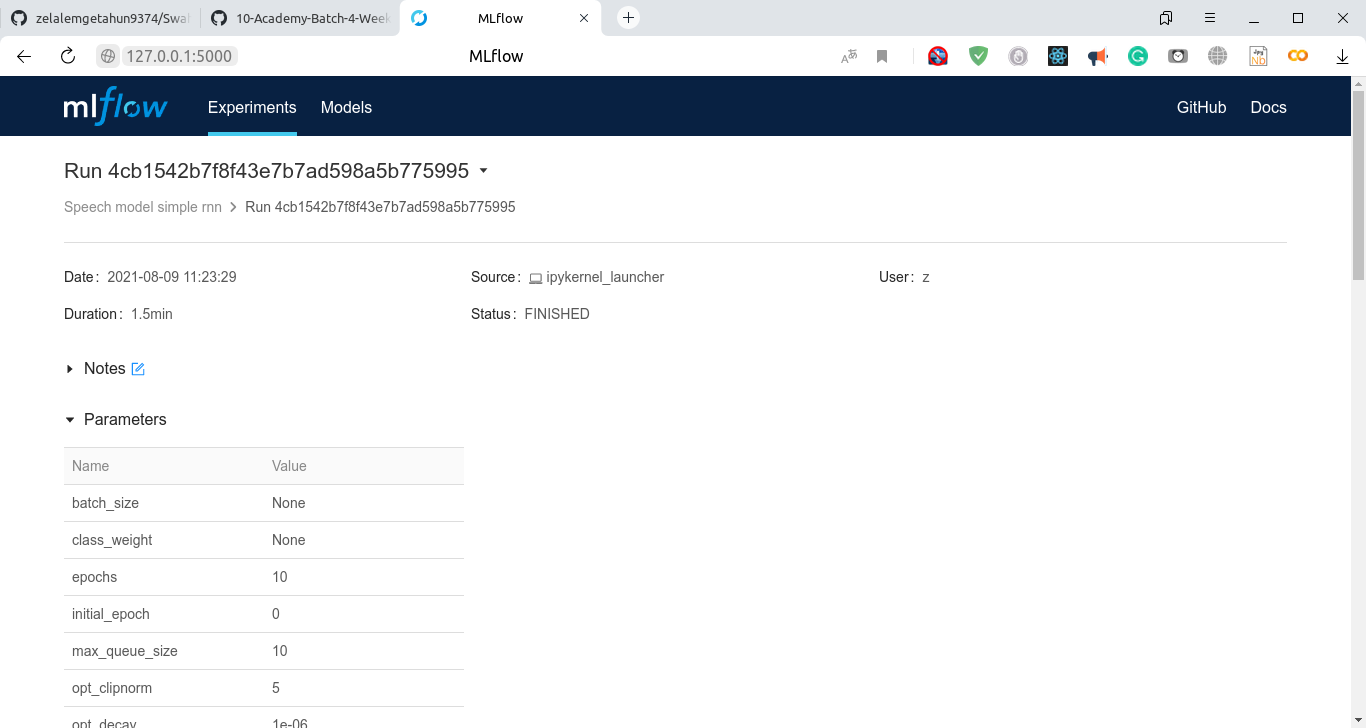 zelalemgetahun9374/Swah
10-Academy-Batch-4-Week
MLflow
127.0.0.1:5000
MLflow
mlflow
Experiments
Models
GitHub
Docs
Run 4cb1542b7f8f43e7b7ad598a5b775995
Speech model simple rnn > Run 4cb1542b7f8f43e7b7ad598a5b775995
Date: 2021-08-09 11:23:29
Source: ipykernel_launcher
User: z
Duration: 1.5min
Status: FINISHED
Notes
Parameters
Name Value
batch_size None
class_weight None
epochs 10
initial_epoch 0
max_queue_size 10
opt_clipnorm 5
opt_decay 1e-06